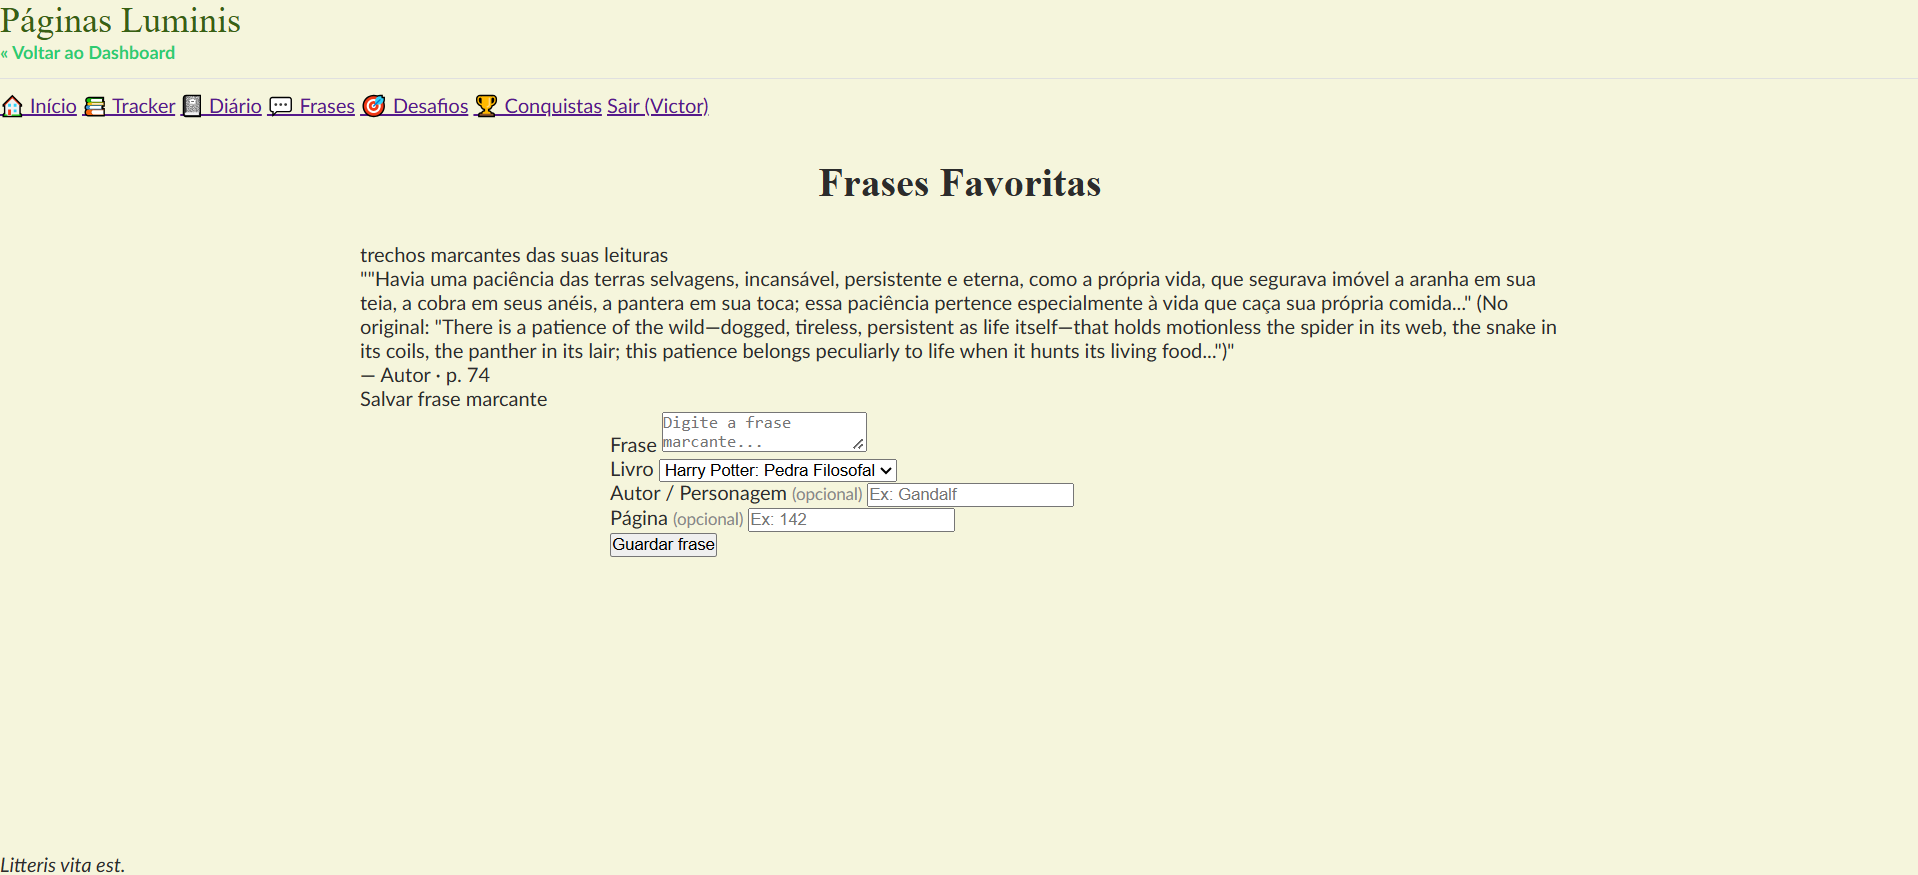 Páginas Luminis
« Voltar ao Dashboard
🏠 Início 📚 Tracker 📓 Diário 💬 Frases 🎯 Desafios 🏆 Conquistas Sair (Victor)
Frases Favoritas
trechos marcantes das suas leituras
""Havia uma paciência das terras selvagens, incansável, persistente e eterna, como a própria vida, que segurava imóvel a aranha em sua
teia, a cobra em seus anéis, a pantera em sua toca; essa paciência pertence especialmente à vida que caça sua própria comida..." (No
original: "There is a patience of the wild—dogged, tireless, persistent as life itself—that holds motionless the spider in its web, the snake in
its coils, the panther in its lair; this patience belongs peculiarly to life when it hunts its living food...")"
— Autor · p. 74
Salvar frase marcante
Frase Digite a frase
marcante...
Livro Harry Potter: Pedra Filosofal
Autor / Personagem (opcional) Ex: Gandalf
Página (opcional) Ex: 142
Guardar frase
Litteris vita est.